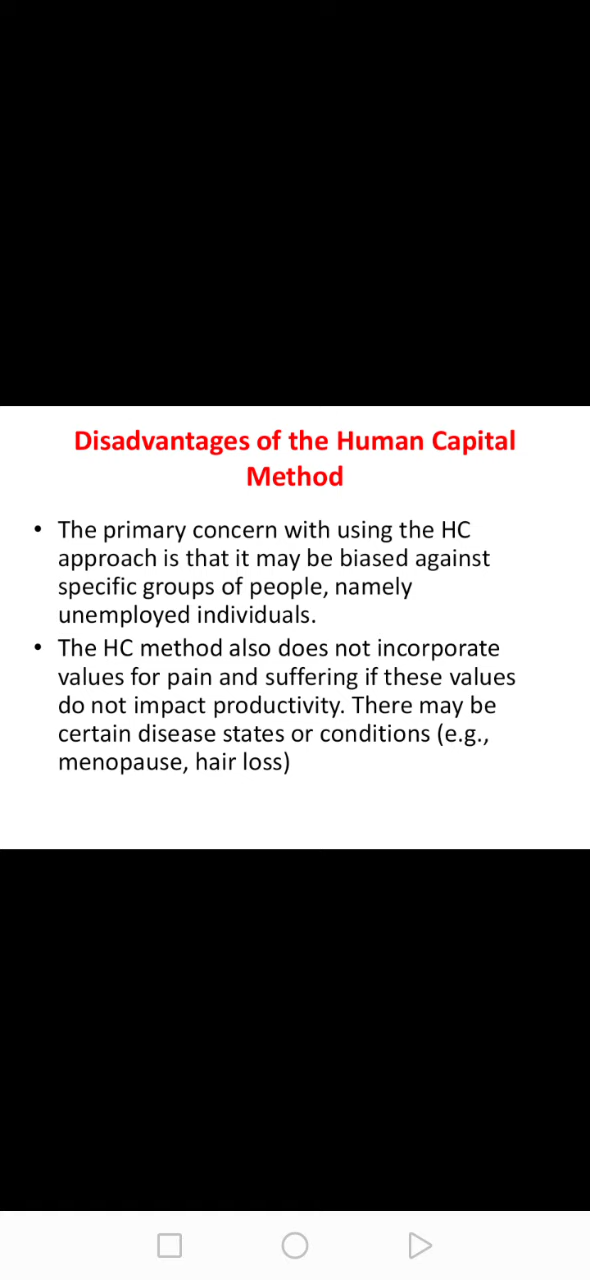 Disadvantages of the Human Capital
Method
• The primary concern with using the HC
approach is that it may be biased against
specific groups of people, namely
unemployed individuals.
• The HC method also does not incorporate
values for pain and suffering if these values
do not impact productivity. There may be
certain disease states or conditions (e.g.,
menopause, hair loss)